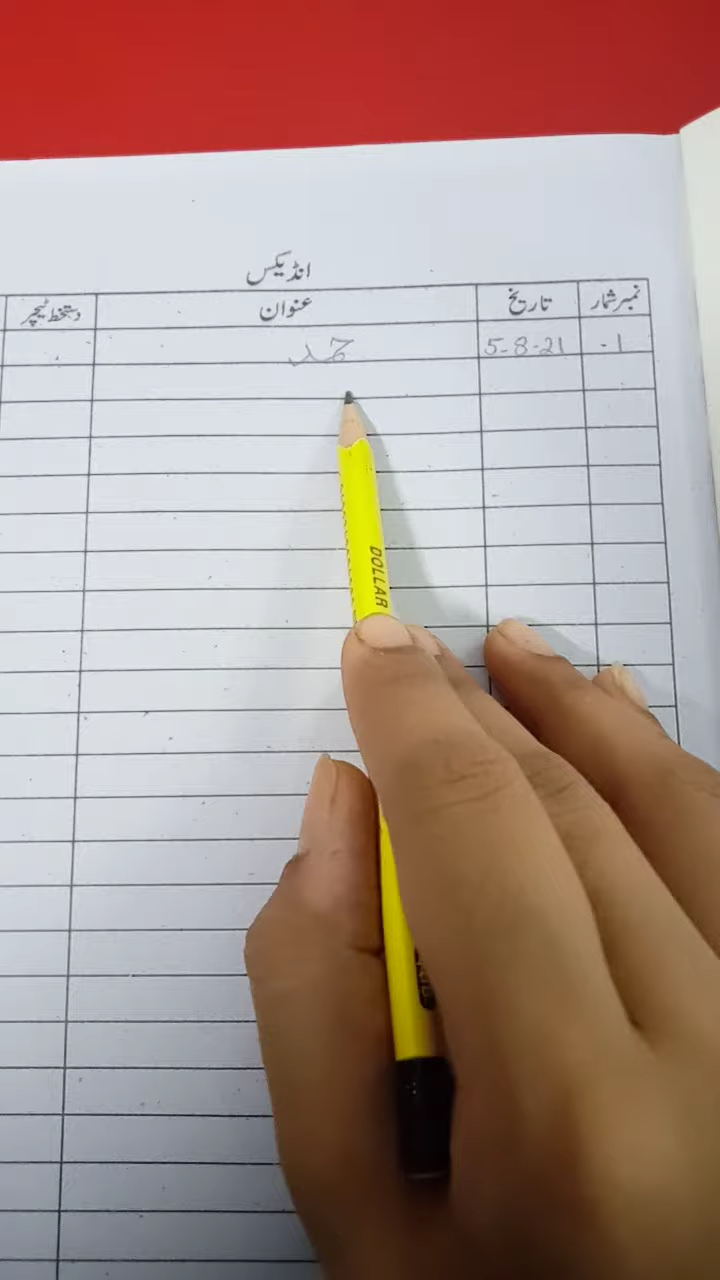 انڈیکس
نمبر شمار تاریخ عنوان دستخط ٹیچر
1- 5-8-21 حمد
DOLLAR